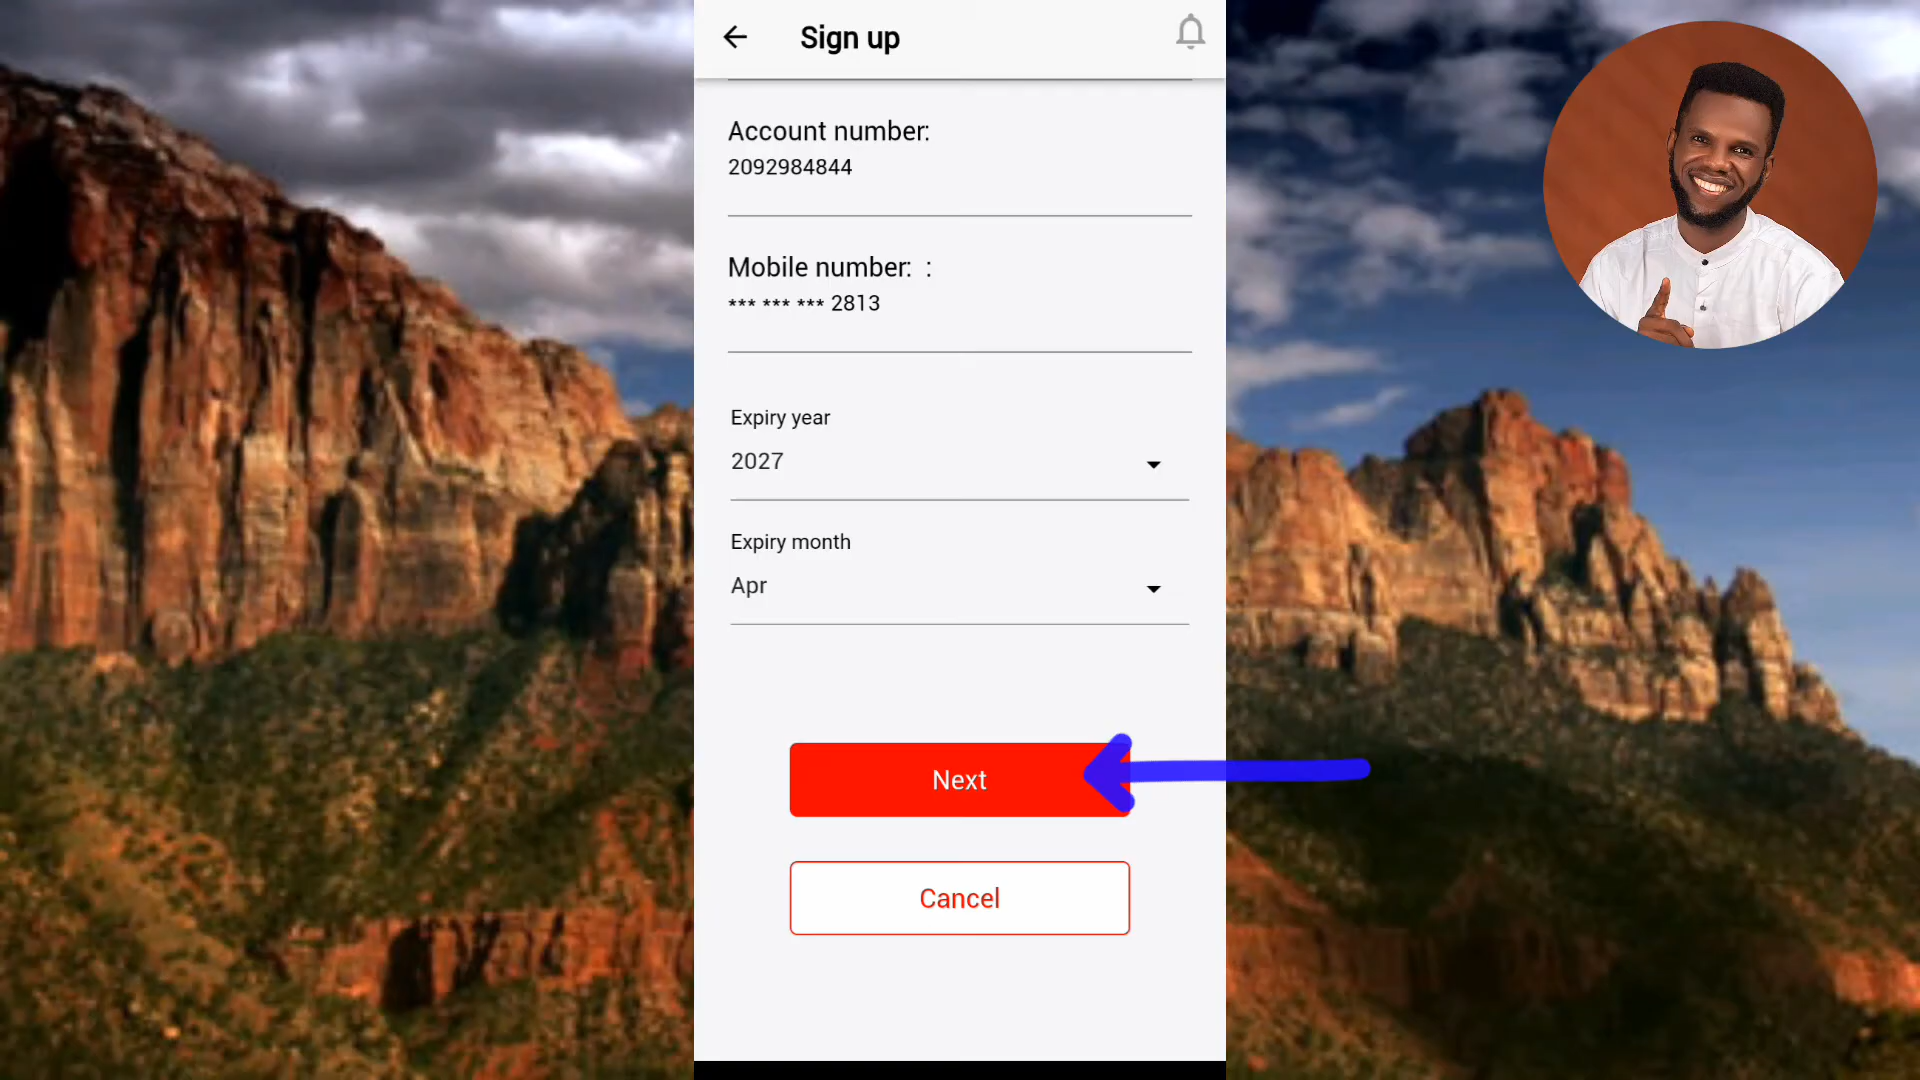 Sign up
Account number:
2092984844
Mobile number:  :
*** *** *** 2813
Expiry year
2027
Expiry month
Apr
Next
Cancel